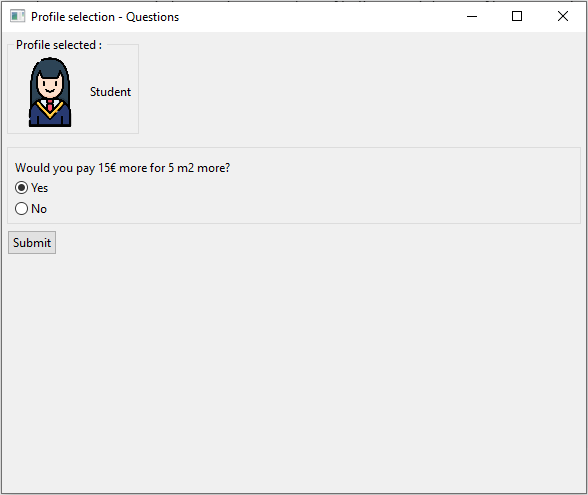 Profile selection - Questions
Profile selected :
Student
Would you pay 15€ more for 5 m2 more?
Yes
No
Submit